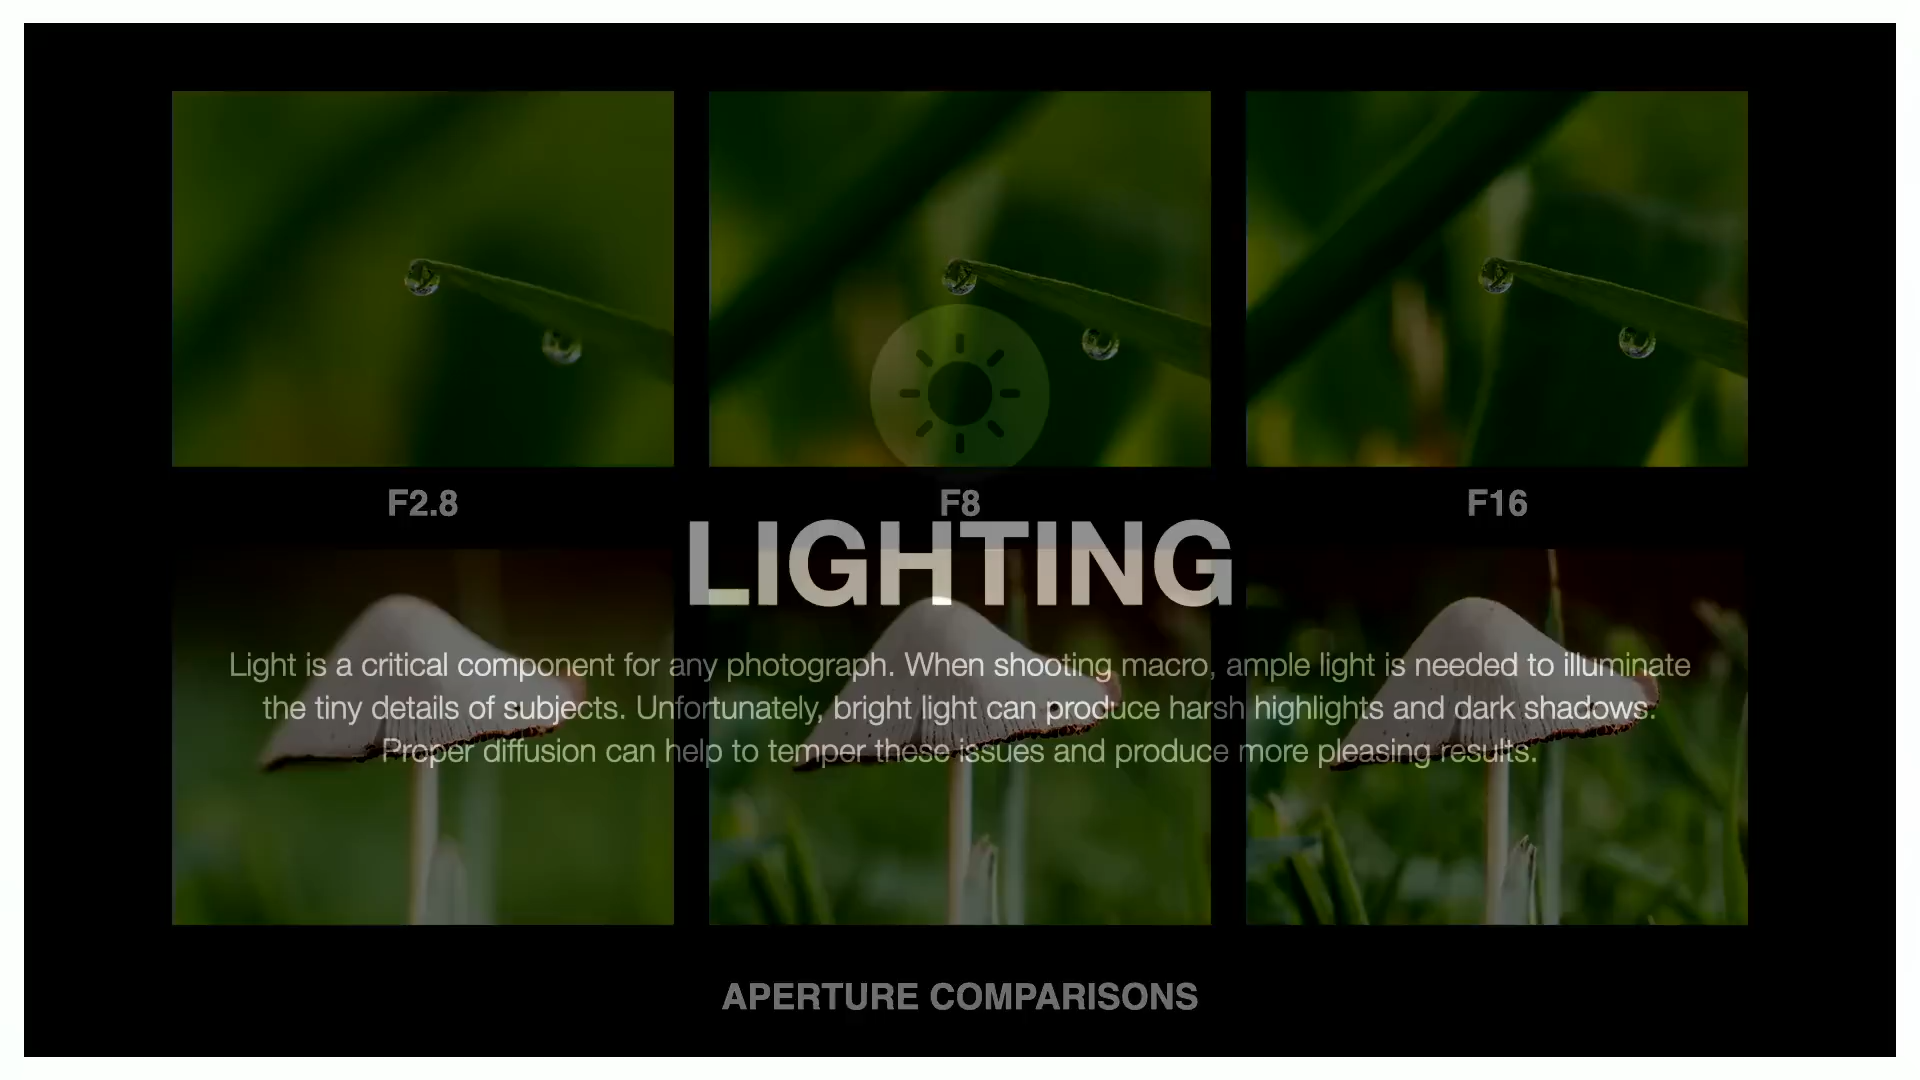 F2.8
F8
F16
LIGHTING
Light is a critical component for any photograph. When shooting macro, ample light is needed to illuminate
the tiny details of subjects. Unfortunately, bright light can produce harsh highlights and dark shadows.
Proper diffusion can help to temper these issues and produce more pleasing results.
APERTURE COMPARISONS